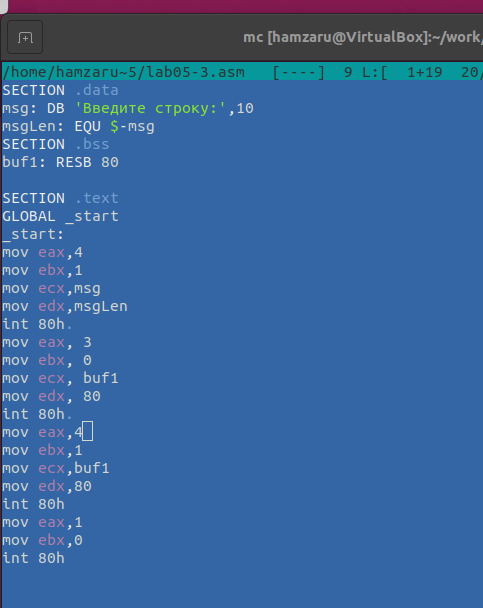 mc [hamzaru@VirtualBox]:~/work/
/home/hamzaru~5/lab05-3.asm   [----]  9 L:[  1+19  20/
SECTION .data
msg: DB 'Введите строку:',10
msgLen: EQU $-msg
SECTION .bss
buf1: RESB 80

SECTION .text
GLOBAL _start
_start:
mov eax,4
mov ebx,1
mov ecx,msg
mov edx,msgLen
int 80h.
mov eax, 3
mov ebx, 0
mov ecx, buf1
mov edx, 80
int 80h.
mov eax,4
mov ebx,1
mov ecx,buf1
mov edx,80
int 80h
mov eax,1
mov ebx,0
int 80h